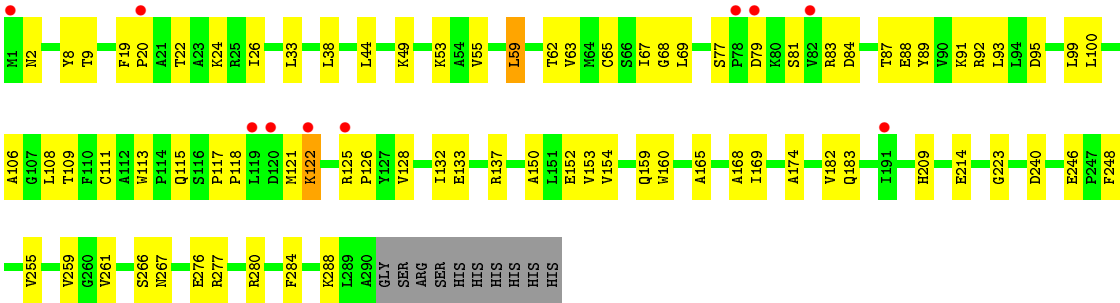 M1 N2 Y8 T9 F19 P20 A21 T22 A23 K24 R25 I26 L33 L38 L44 K49 K53 A54 V55 L59 T62 V63 M64 C65 S66 I67 G68 L69 S77 P78 D79 K80 S81 V82 R83 D84 T87 E88 Y89 V90 K91 R92 L93 L94 D95 L99 L100
A106 G107 L108 T109 F110 C111 A112 W113 P114 Q115 S116 P117 P118 L119 D120 M121 K122 R125 P126 Y127 V128 I132 E133 R137 A150 L151 E152 V153 V154 Q159 W160 A165 A168 I169 A174 V182 Q183 I191 H209 E214 G223 D240 E246 P247 F248
V255 V259 G260 V261 S266 N267 E276 R277 R280 F284 K288 L289 A290 GLY SER ARG SER HIS HIS HIS HIS HIS HIS